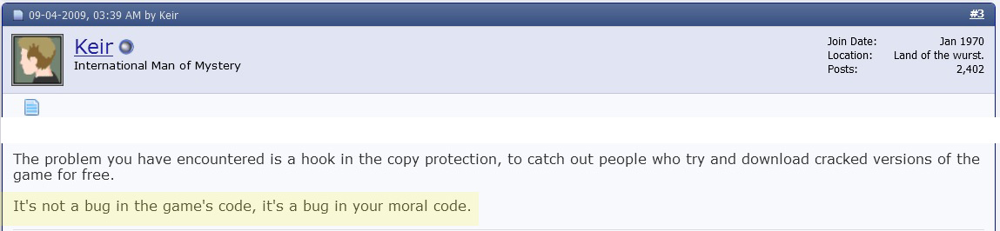 09-04-2009, 03:39 AM by Keir
#3
Keir
International Man of Mystery
Join Date: Jan 1970
Location: Land of the wurst.
Posts: 2,402
The problem you have encountered is a hook in the copy protection, to catch out people who try and download cracked versions of the
game for free.
It's not a bug in the game's code, it's a bug in your moral code.